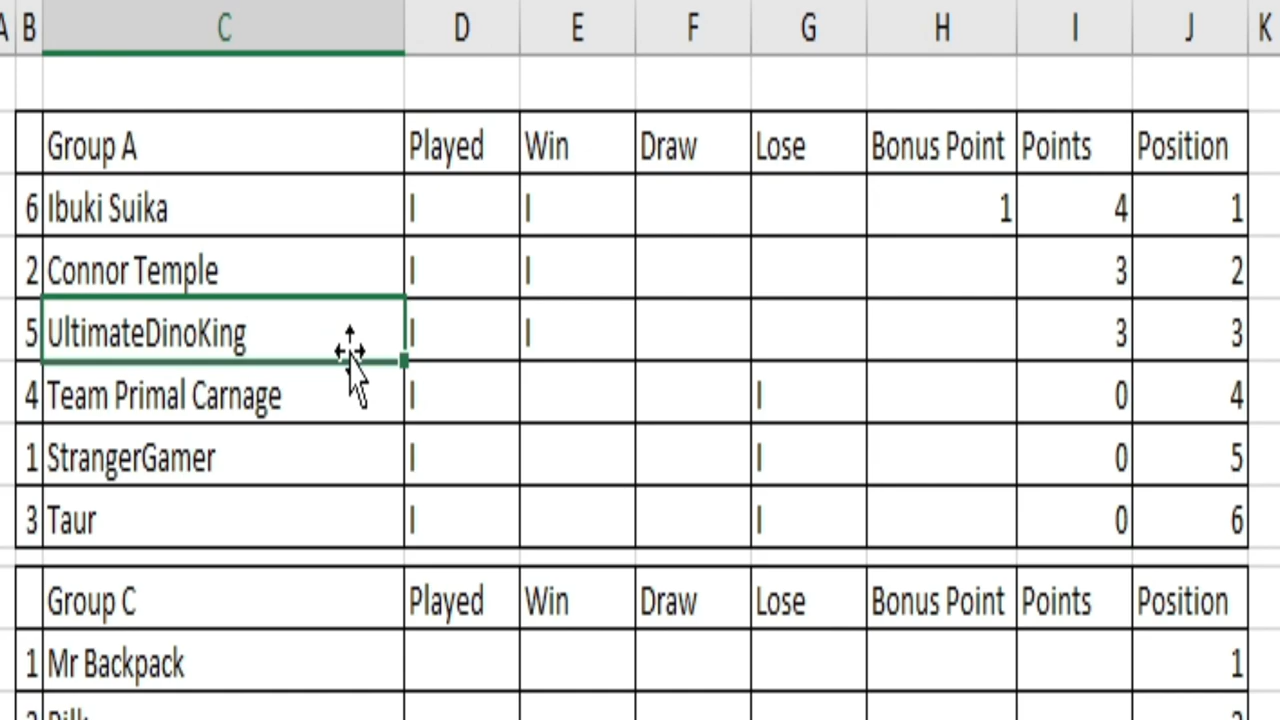 A B C D E F G H I J K
Group A Played Win Draw Lose Bonus Point Points Position
6 Ibuki Suika I I 1 4 1
2 Connor Temple I I 3 2
5 UltimateDinoKing I I 3 3
4 Team Primal Carnage I I 0 4
1 StrangerGamer I I 0 5
3 Taur I I 0 6
Group C Played Win Draw Lose Bonus Point Points Position
1 Mr Backpack 1